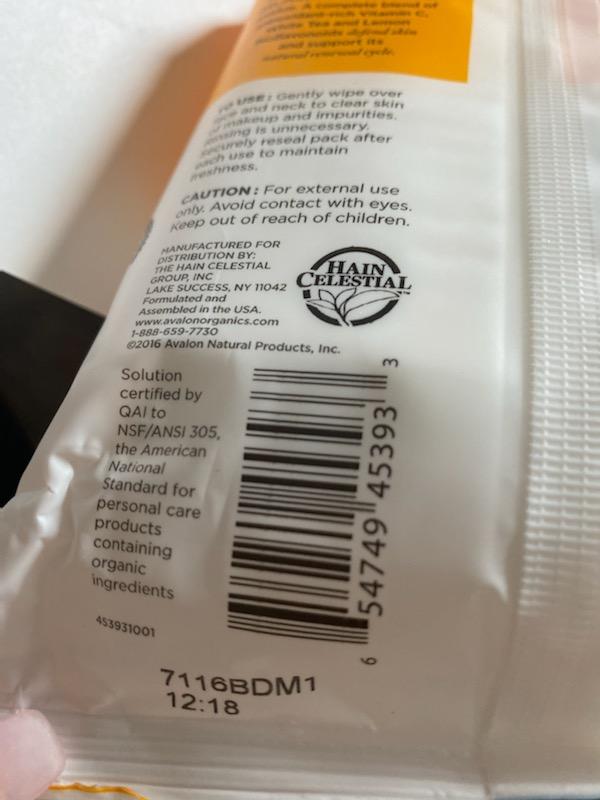 A complete blend of
antioxidant-rich Vitamin C,
White Tea and Lemon
Bioflavonoids defend skin
and support its
natural renewal cycle.
TO USE: Gently wipe over
face and neck to clear skin
of makeup and impurities.
Rinsing is unnecessary.
Securely reseal pack after
each use to maintain
freshness.
CAUTION: For external use
only. Avoid contact with eyes.
Keep out of reach of children.
MANUFACTURED FOR
DISTRIBUTION BY:
THE HAIN CELESTIAL
GROUP, INC
LAKE SUCCESS, NY 11042
Formulated and
Assembled in the USA.
www.avalonorganics.com
1-888-659-7730
©2016 Avalon Natural Products, Inc.
HAIN
CELESTIAL™
Solution
certified by
QAI to
NSF/ANSI 305,
the American
National
Standard for
personal care
products
containing
organic
ingredients
453931001
6 54749 45393 3
7116BDM1
12:18